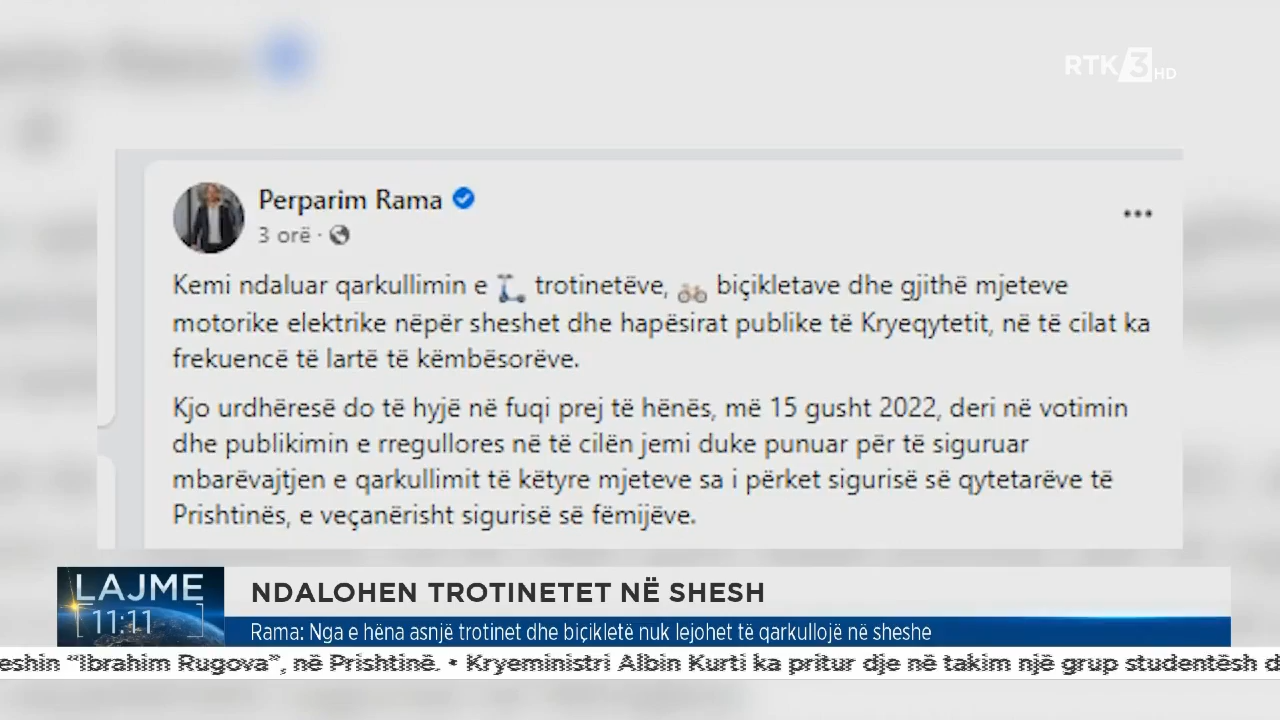 RTK 3 HD
Perparim Rama
3 orë ·
Kemi ndaluar qarkullimin e 🛴 trotinetëve, 🚲 biçikletave dhe gjithë mjeteve
motorike elektrike nëpër sheshet dhe hapësirat publike të Kryeqytetit, në të cilat ka
frekuencë të lartë të këmbësorëve.
Kjo urdhëresë do të hyjë në fuqi prej të hënës, më 15 gusht 2022, deri në votimin
dhe publikimin e rregullores në të cilën jemi duke punuar për të siguruar
mbarëvajtjen e qarkullimit të këtyre mjeteve sa i përket sigurisë së qytetarëve të
Prishtinës, e veçanërisht sigurisë së fëmijëve.
LAJME
11:11
NDALOHEN TROTINETET NË SHESH
Rama: Nga e hëna asnjë trotinet dhe biçikletë nuk lejohet të qarkullojë në sheshe
eshin “Ibrahim Rugova”, në Prishtinë. • Kryeministri Albin Kurti ka pritur dje në takim një grup studentësh d